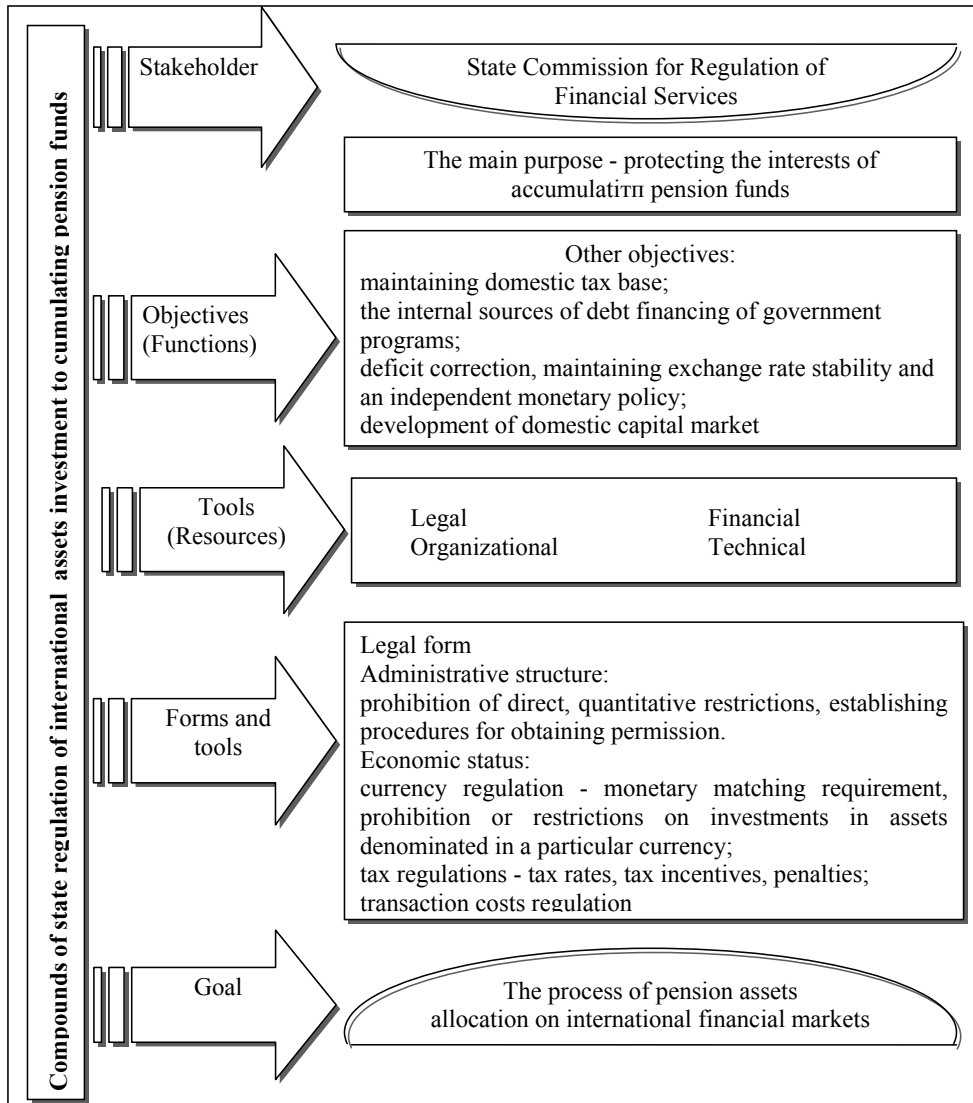 Compounds of state regulation of international assets investment to cumulating pension funds
Stakeholder
State Commission for Regulation of
Financial Services
The main purpose - protecting the interests of
accumulatiтп pension funds
Objectives
(Functions)
Other objectives:
maintaining domestic tax base;
the internal sources of debt financing of government
programs;
deficit correction, maintaining exchange rate stability and
an independent monetary policy;
development of domestic capital market
Tools
(Resources)
Legal Financial
Organizational Technical
Forms and
tools
Legal form
Administrative structure:
prohibition of direct, quantitative restrictions, establishing
procedures for obtaining permission.
Economic status:
currency regulation - monetary matching requirement,
prohibition or restrictions on investments in assets
denominated in a particular currency;
tax regulations - tax rates, tax incentives, penalties;
transaction costs regulation
Goal
The process of pension assets
allocation on international financial markets